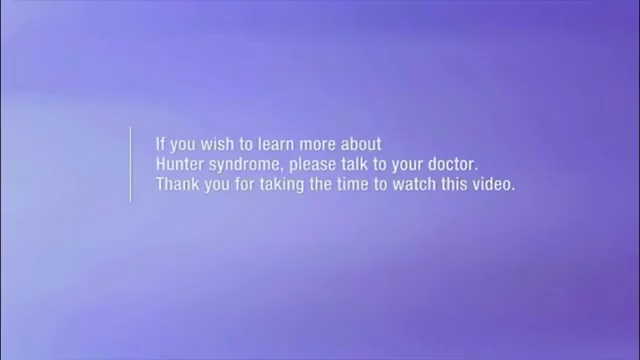 If you wish to learn more about
Hunter syndrome, please talk to your doctor.
Thank you for taking the time to watch this video.